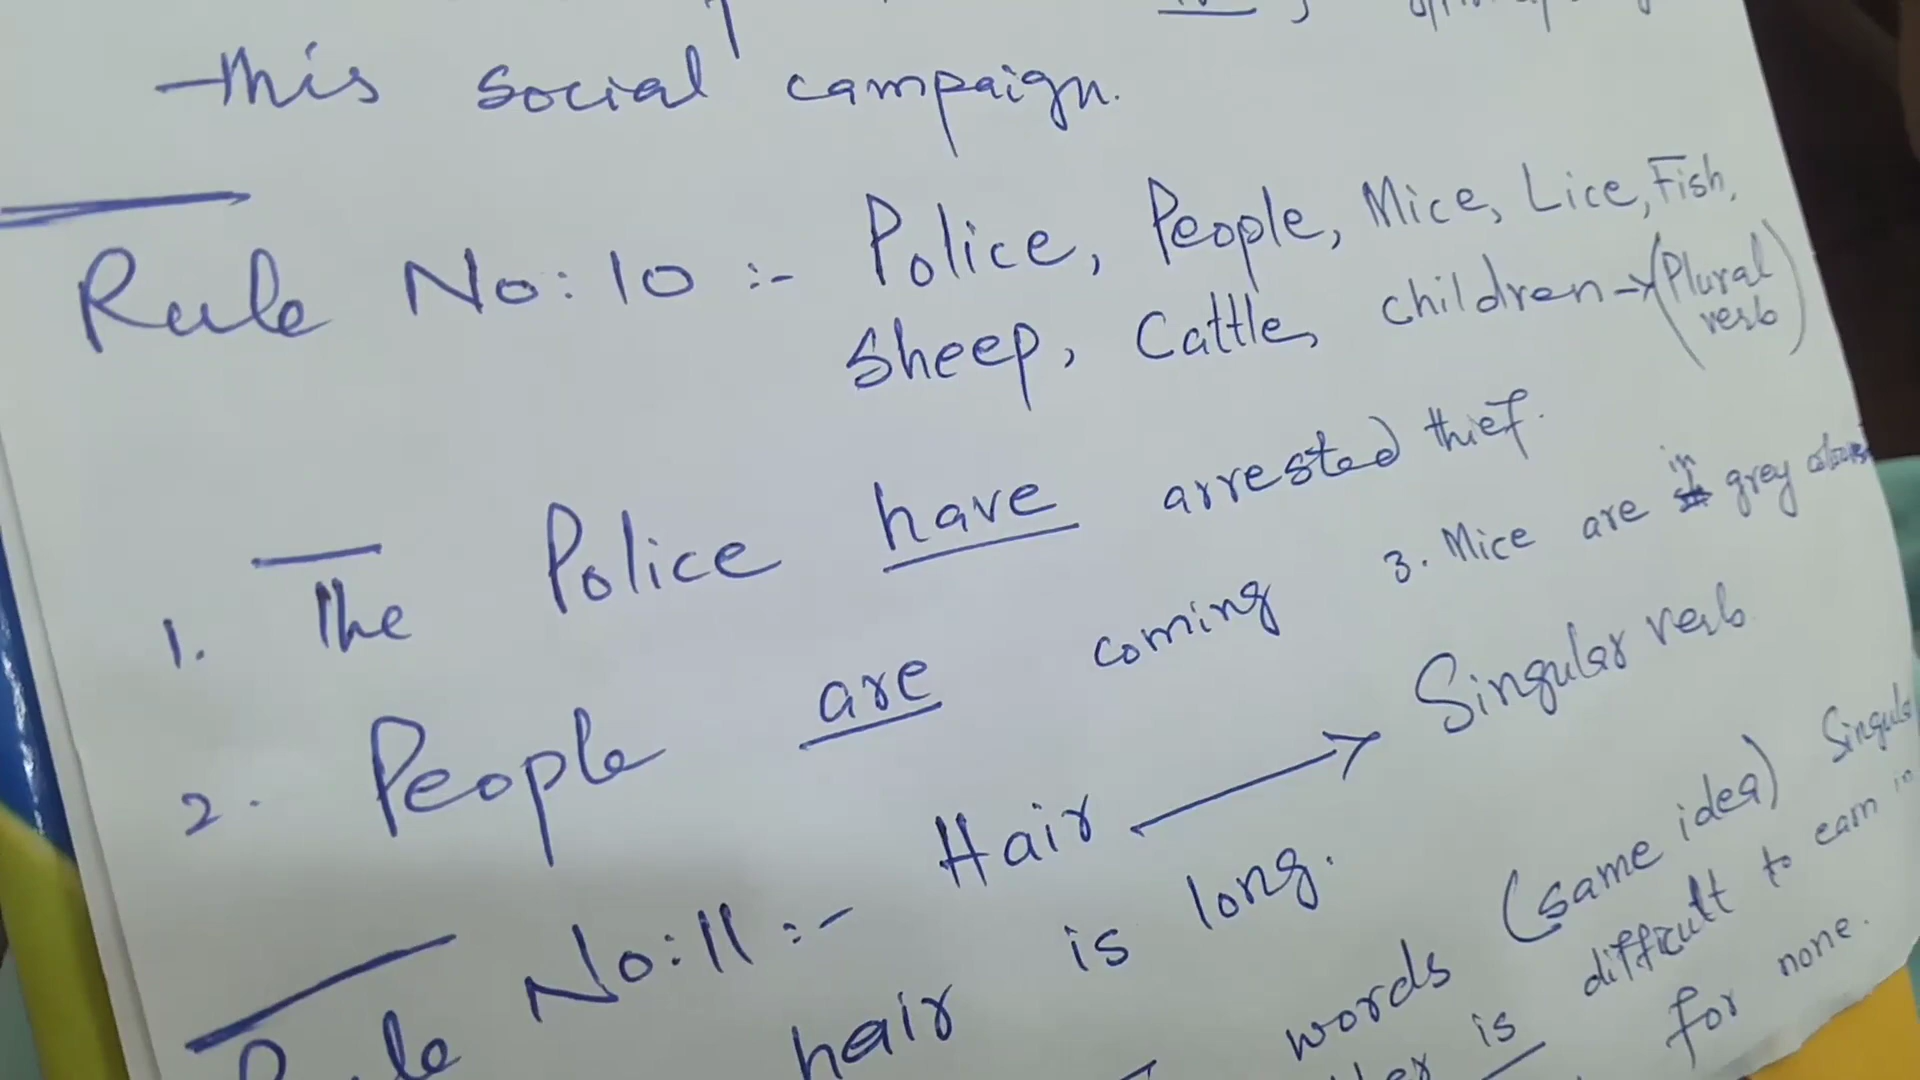 this social campaign.
Rule No: 10 :- Police, People, Mice, Lice, Fish,
Sheep, Cattle, children → (Plural verb)
1. The Police have arrested thief.
2. People are coming
3. Mice are in grey
Rule No: 11 :- Hair → Singular verb
hair is long.
words (same idea)
is difficult to earn in
for none.